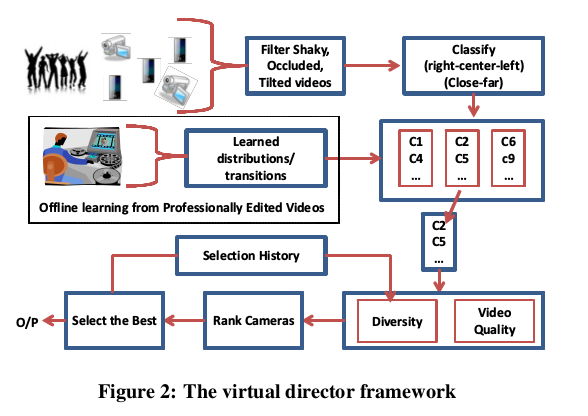 Filter Shaky,
Occluded,
Tilted videos
Classify
(right-center-left)
(Close-far)
Learned
distributions/
transitions
Offline learning from Professionally Edited Videos
C1
C4
...
C2
C5
...
C6
c9
...
C2
C5
...
Selection History
O/P
Select the Best
Rank Cameras
Diversity
Video
Quality
Figure 2: The virtual director framework